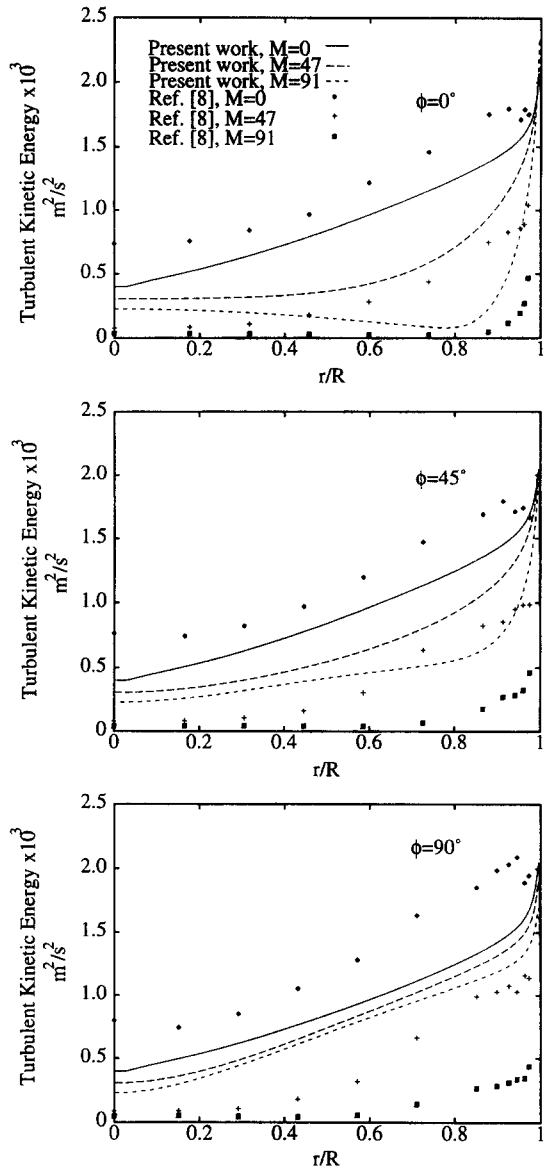 2.5
Present work, M=0
Present work, M=47
Present work, M=91
Ref. [8], M=0
Ref. [8], M=47
Ref. [8], M=91
ϕ=0°
2.0
1.5
1.0
0.5
0
Turbulent Kinetic Energy x10³
m²/s²
0.2 0.4 0.6 0.8 1
r/R
2.5
ϕ=45°
2.0
1.5
1.0
0.5
0
Turbulent Kinetic Energy x10³
m²/s²
0 0.2 0.4 0.6 0.8 1
r/R
2.5
ϕ=90°
2.0
1.5
1.0
0.5
0
Turbulent Kinetic Energy x10³
m²/s²
0 0.2 0.4 0.6 0.8 1
r/R